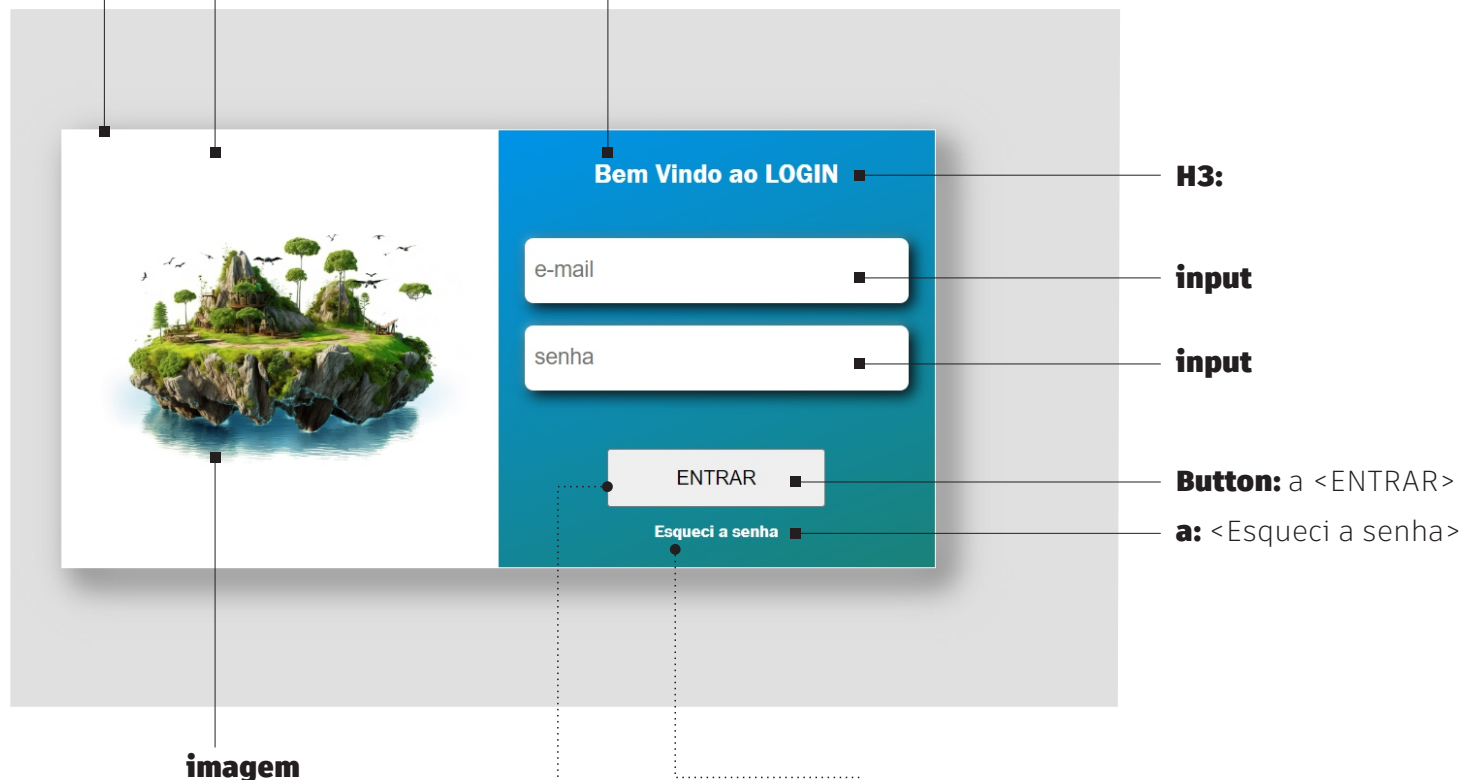 Bem Vindo ao LOGIN
H3:
e-mail
input
senha
input
ENTRAR
Button: a <ENTRAR>
Esqueci a senha
a: <Esqueci a senha>
imagem